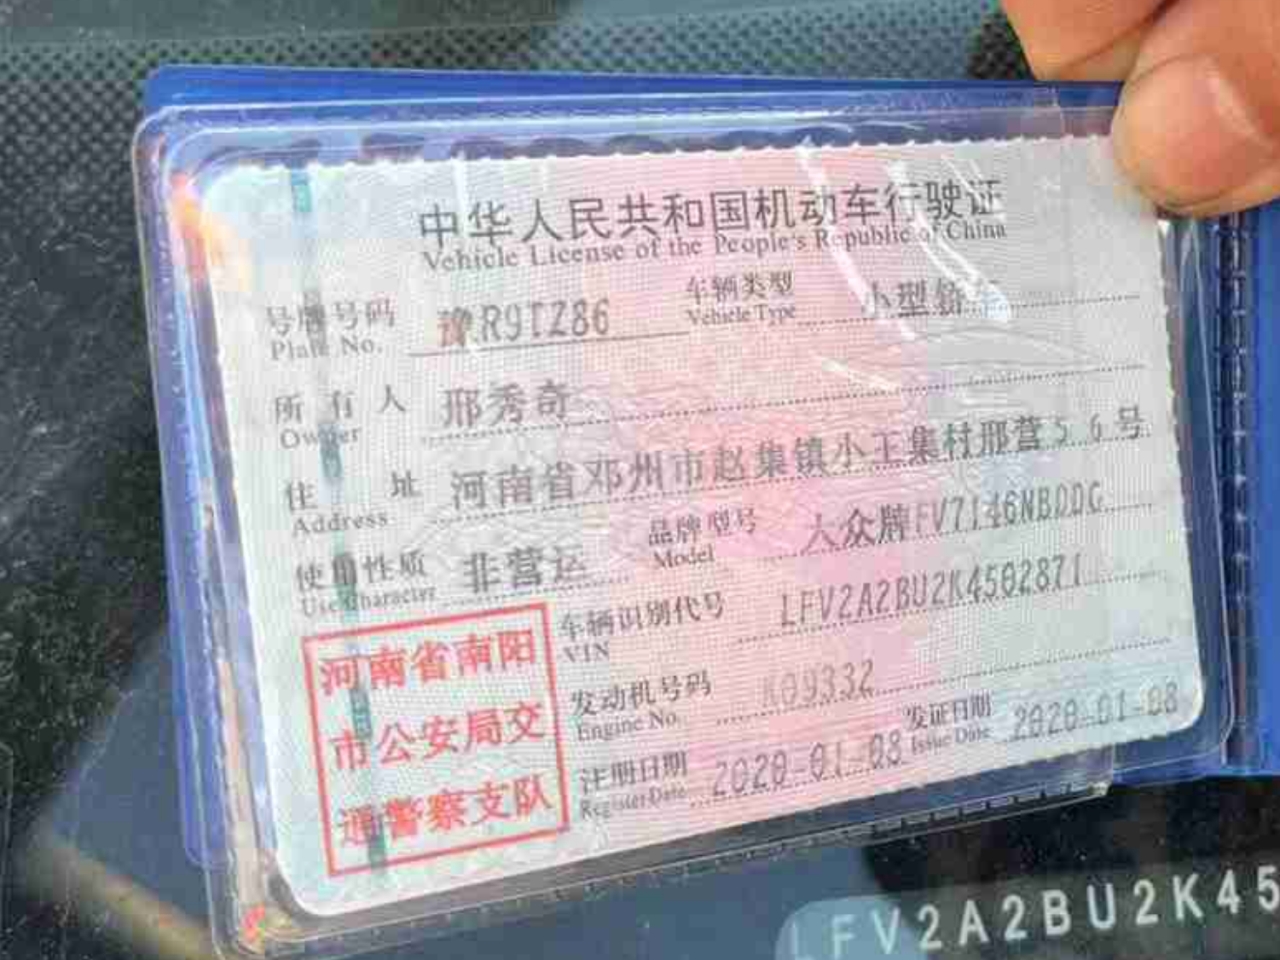 中华人民共和国机动车行驶证
Vehicle License of the People's Republic of China
号牌号码 豫R9TZ86 车辆类型 小型轿车
Plate No. Vehicle Type
所有人 邢秀奇
Owner
住址 河南省邓州市赵集镇小王集村邢营56号
Address
使用性质 非营运 品牌型号 大众牌FV7146NBDDG
Use Character Model
车辆识别代号 LFV2A2BU2K4502871
VIN
发动机号码 K09332
Engine No.
注册日期 2020-01-08 发证日期 2020-01-08
Register Date Issue Date
河南省南阳
市公安局交
通警察支队
LFV2A2BU2K45